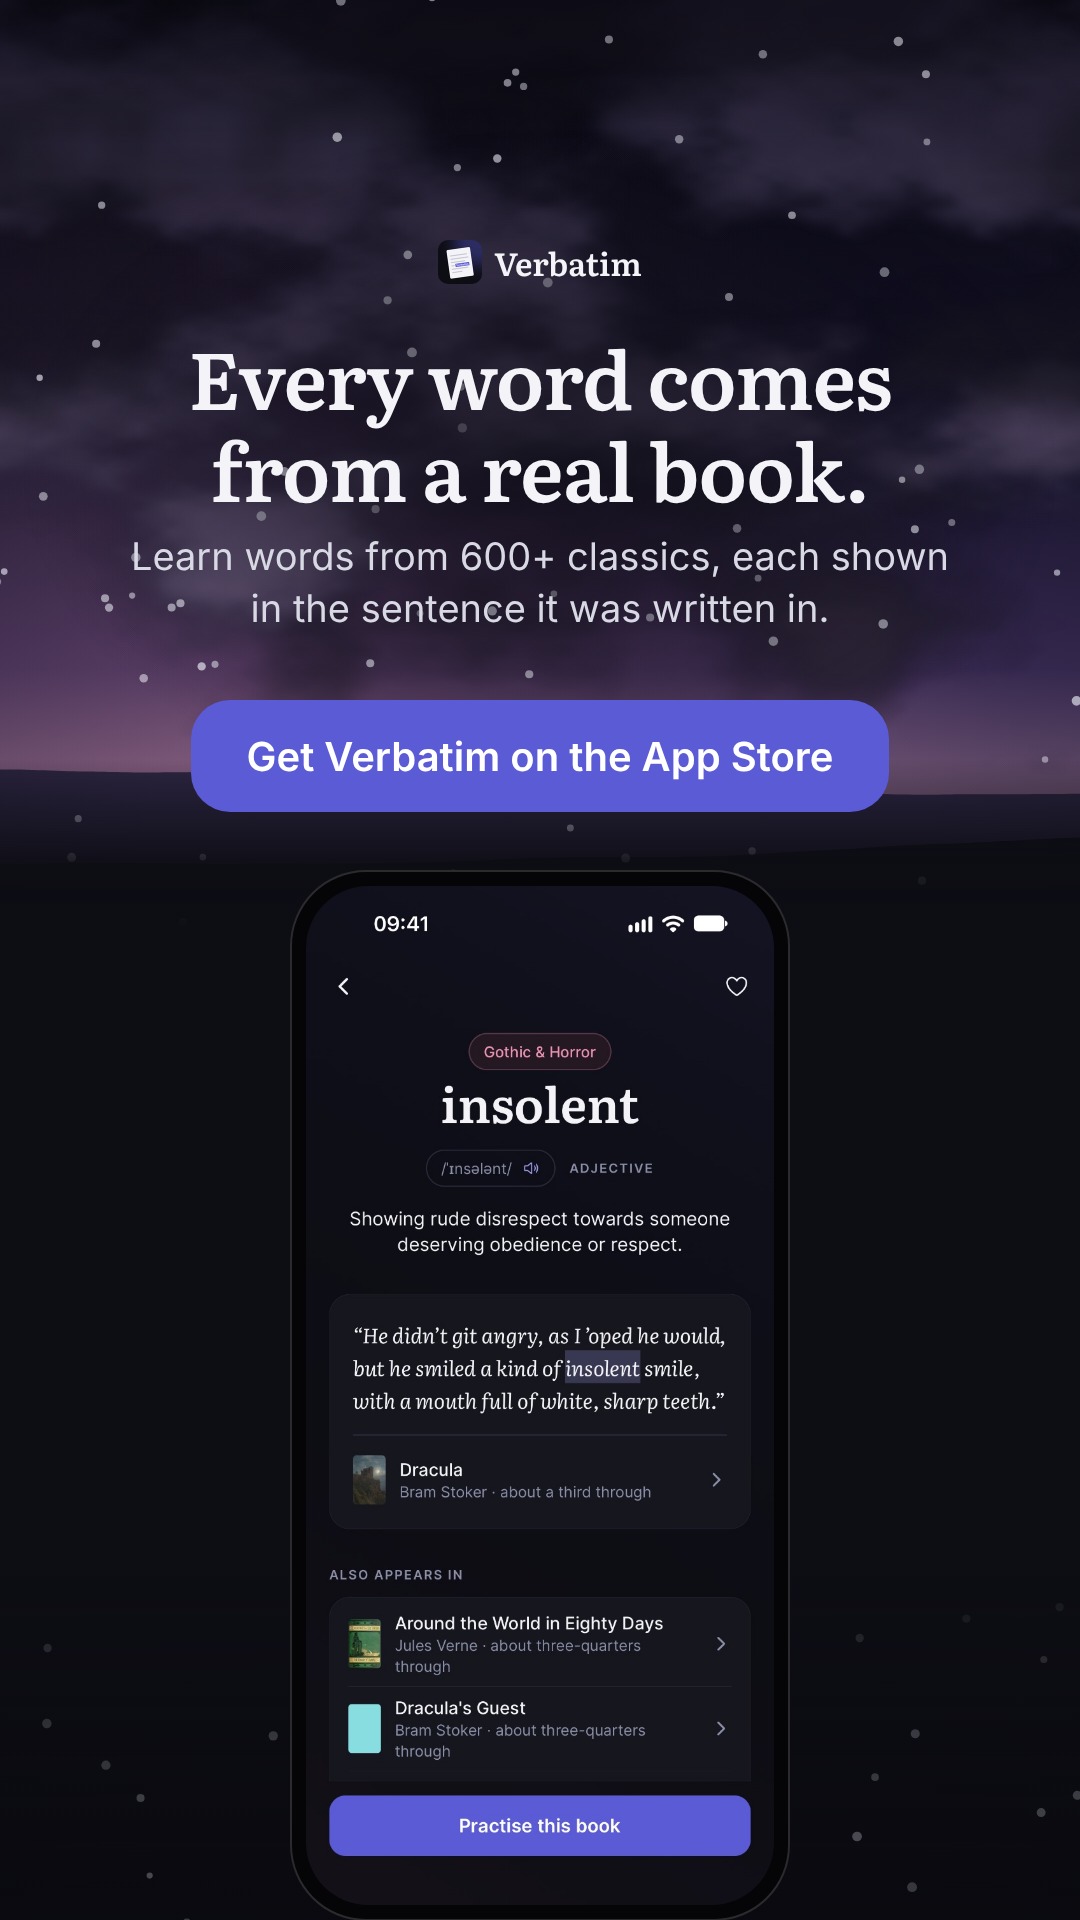 Verbatim
Every word comes
from a real book.
Learn words from 600+ classics, each shown
in the sentence it was written in.
Get Verbatim on the App Store
09:41
Gothic & Horror
insolent
/ˈɪnsələnt/ ADJECTIVE
Showing rude disrespect towards someone
deserving obedience or respect.
“He didn’t git angry, as I ’oped he would,
but he smiled a kind of insolent smile,
with a mouth full of white, sharp teeth.”
Dracula
Bram Stoker · about a third through
ALSO APPEARS IN
Around the World in Eighty Days
Jules Verne · about three-quarters
through
Dracula's Guest
Bram Stoker · about three-quarters
through
Practise this book